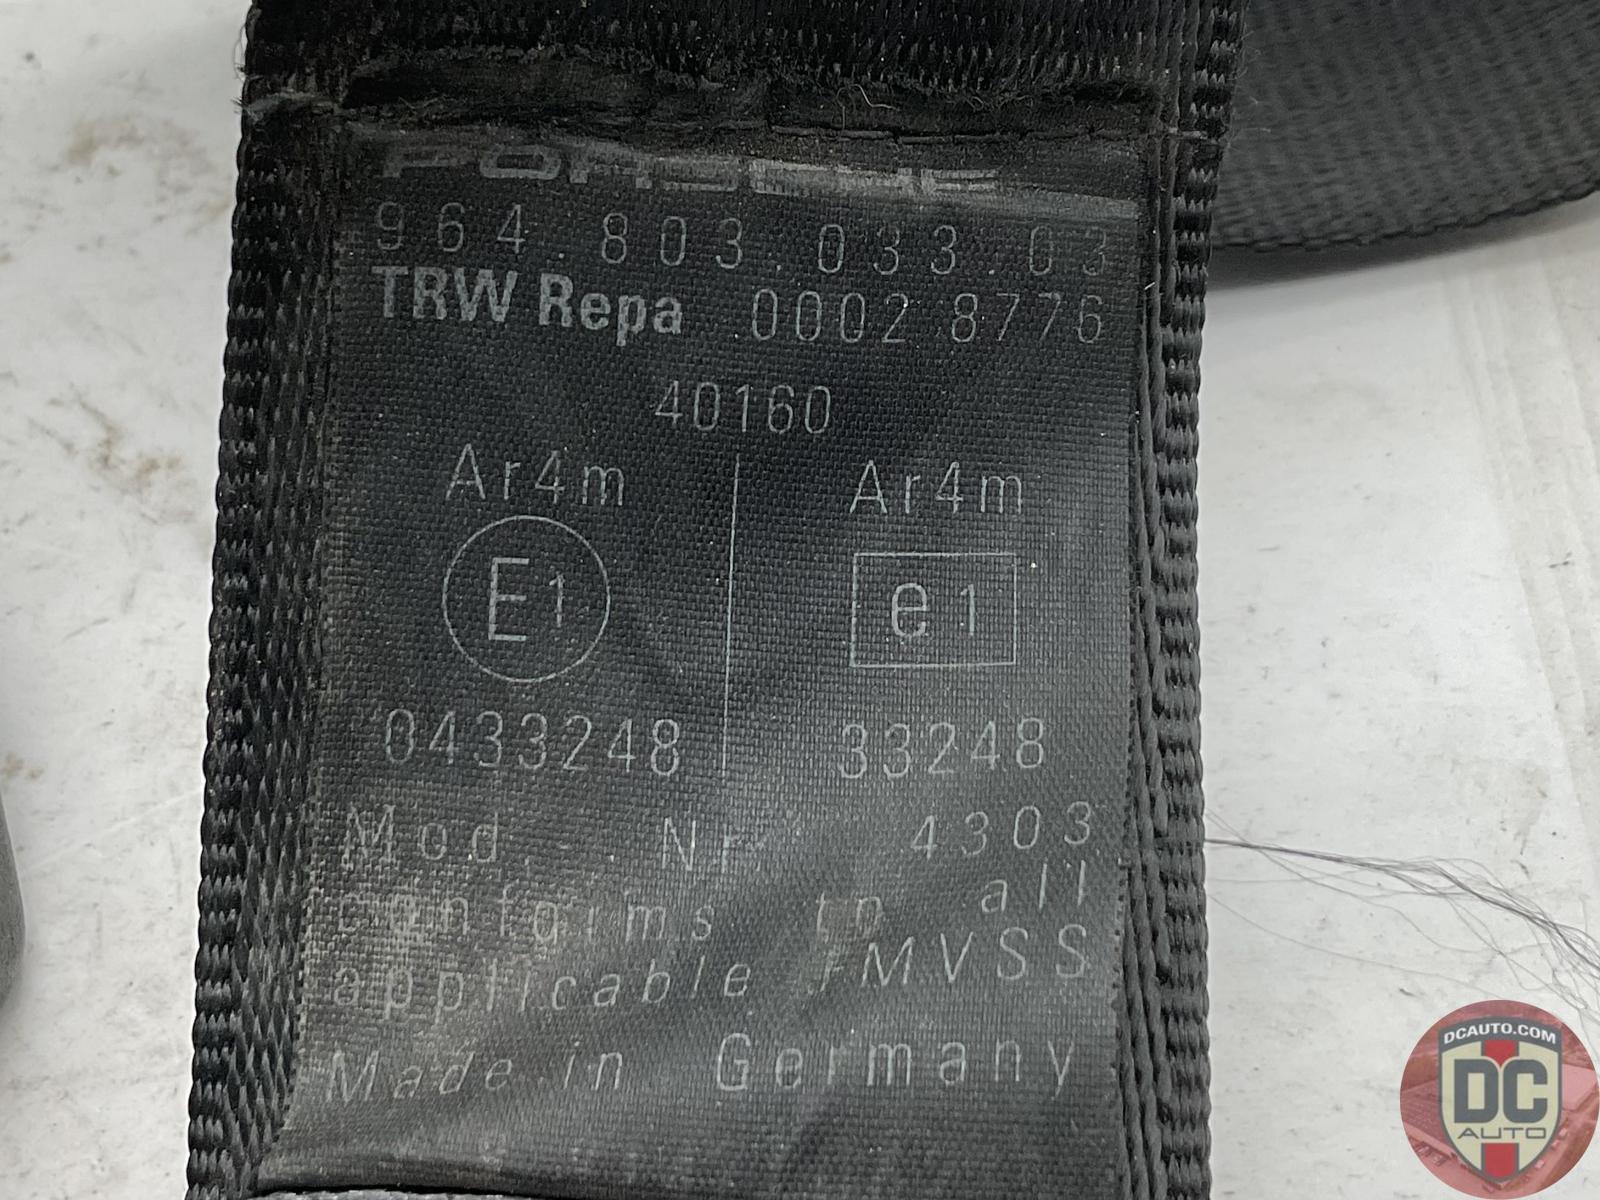 PORSCHE
964.803.033.03
TRW Repa 0002 8776
40160
Ar4m Ar4m
E1 e1
0433248 33248
Mod. Nr 4303
conforms to all
applicable FMVSS
Made in Germany
DCAUTO.COM
DC
AUTO